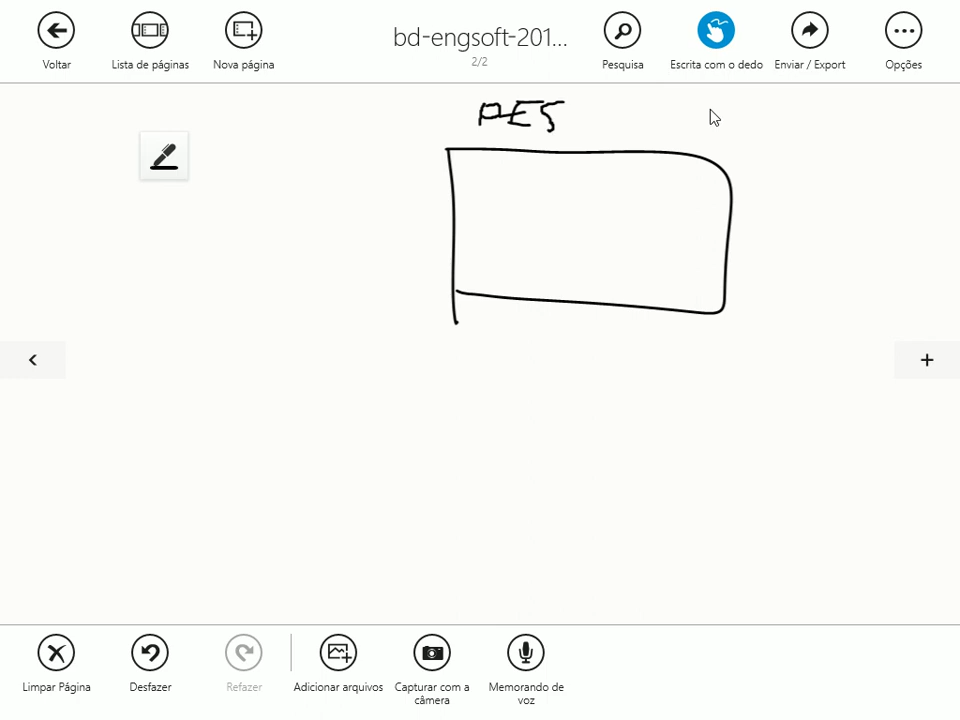 Voltar
Lista de páginas
Nova página
bd-engsoft-201...
2/2
Pesquisa
Escrita com o dedo
Enviar / Export
Opções
PES
Limpar Página
Desfazer
Refazer
Adicionar arquivos
Capturar com a
câmera
Memorando de
voz